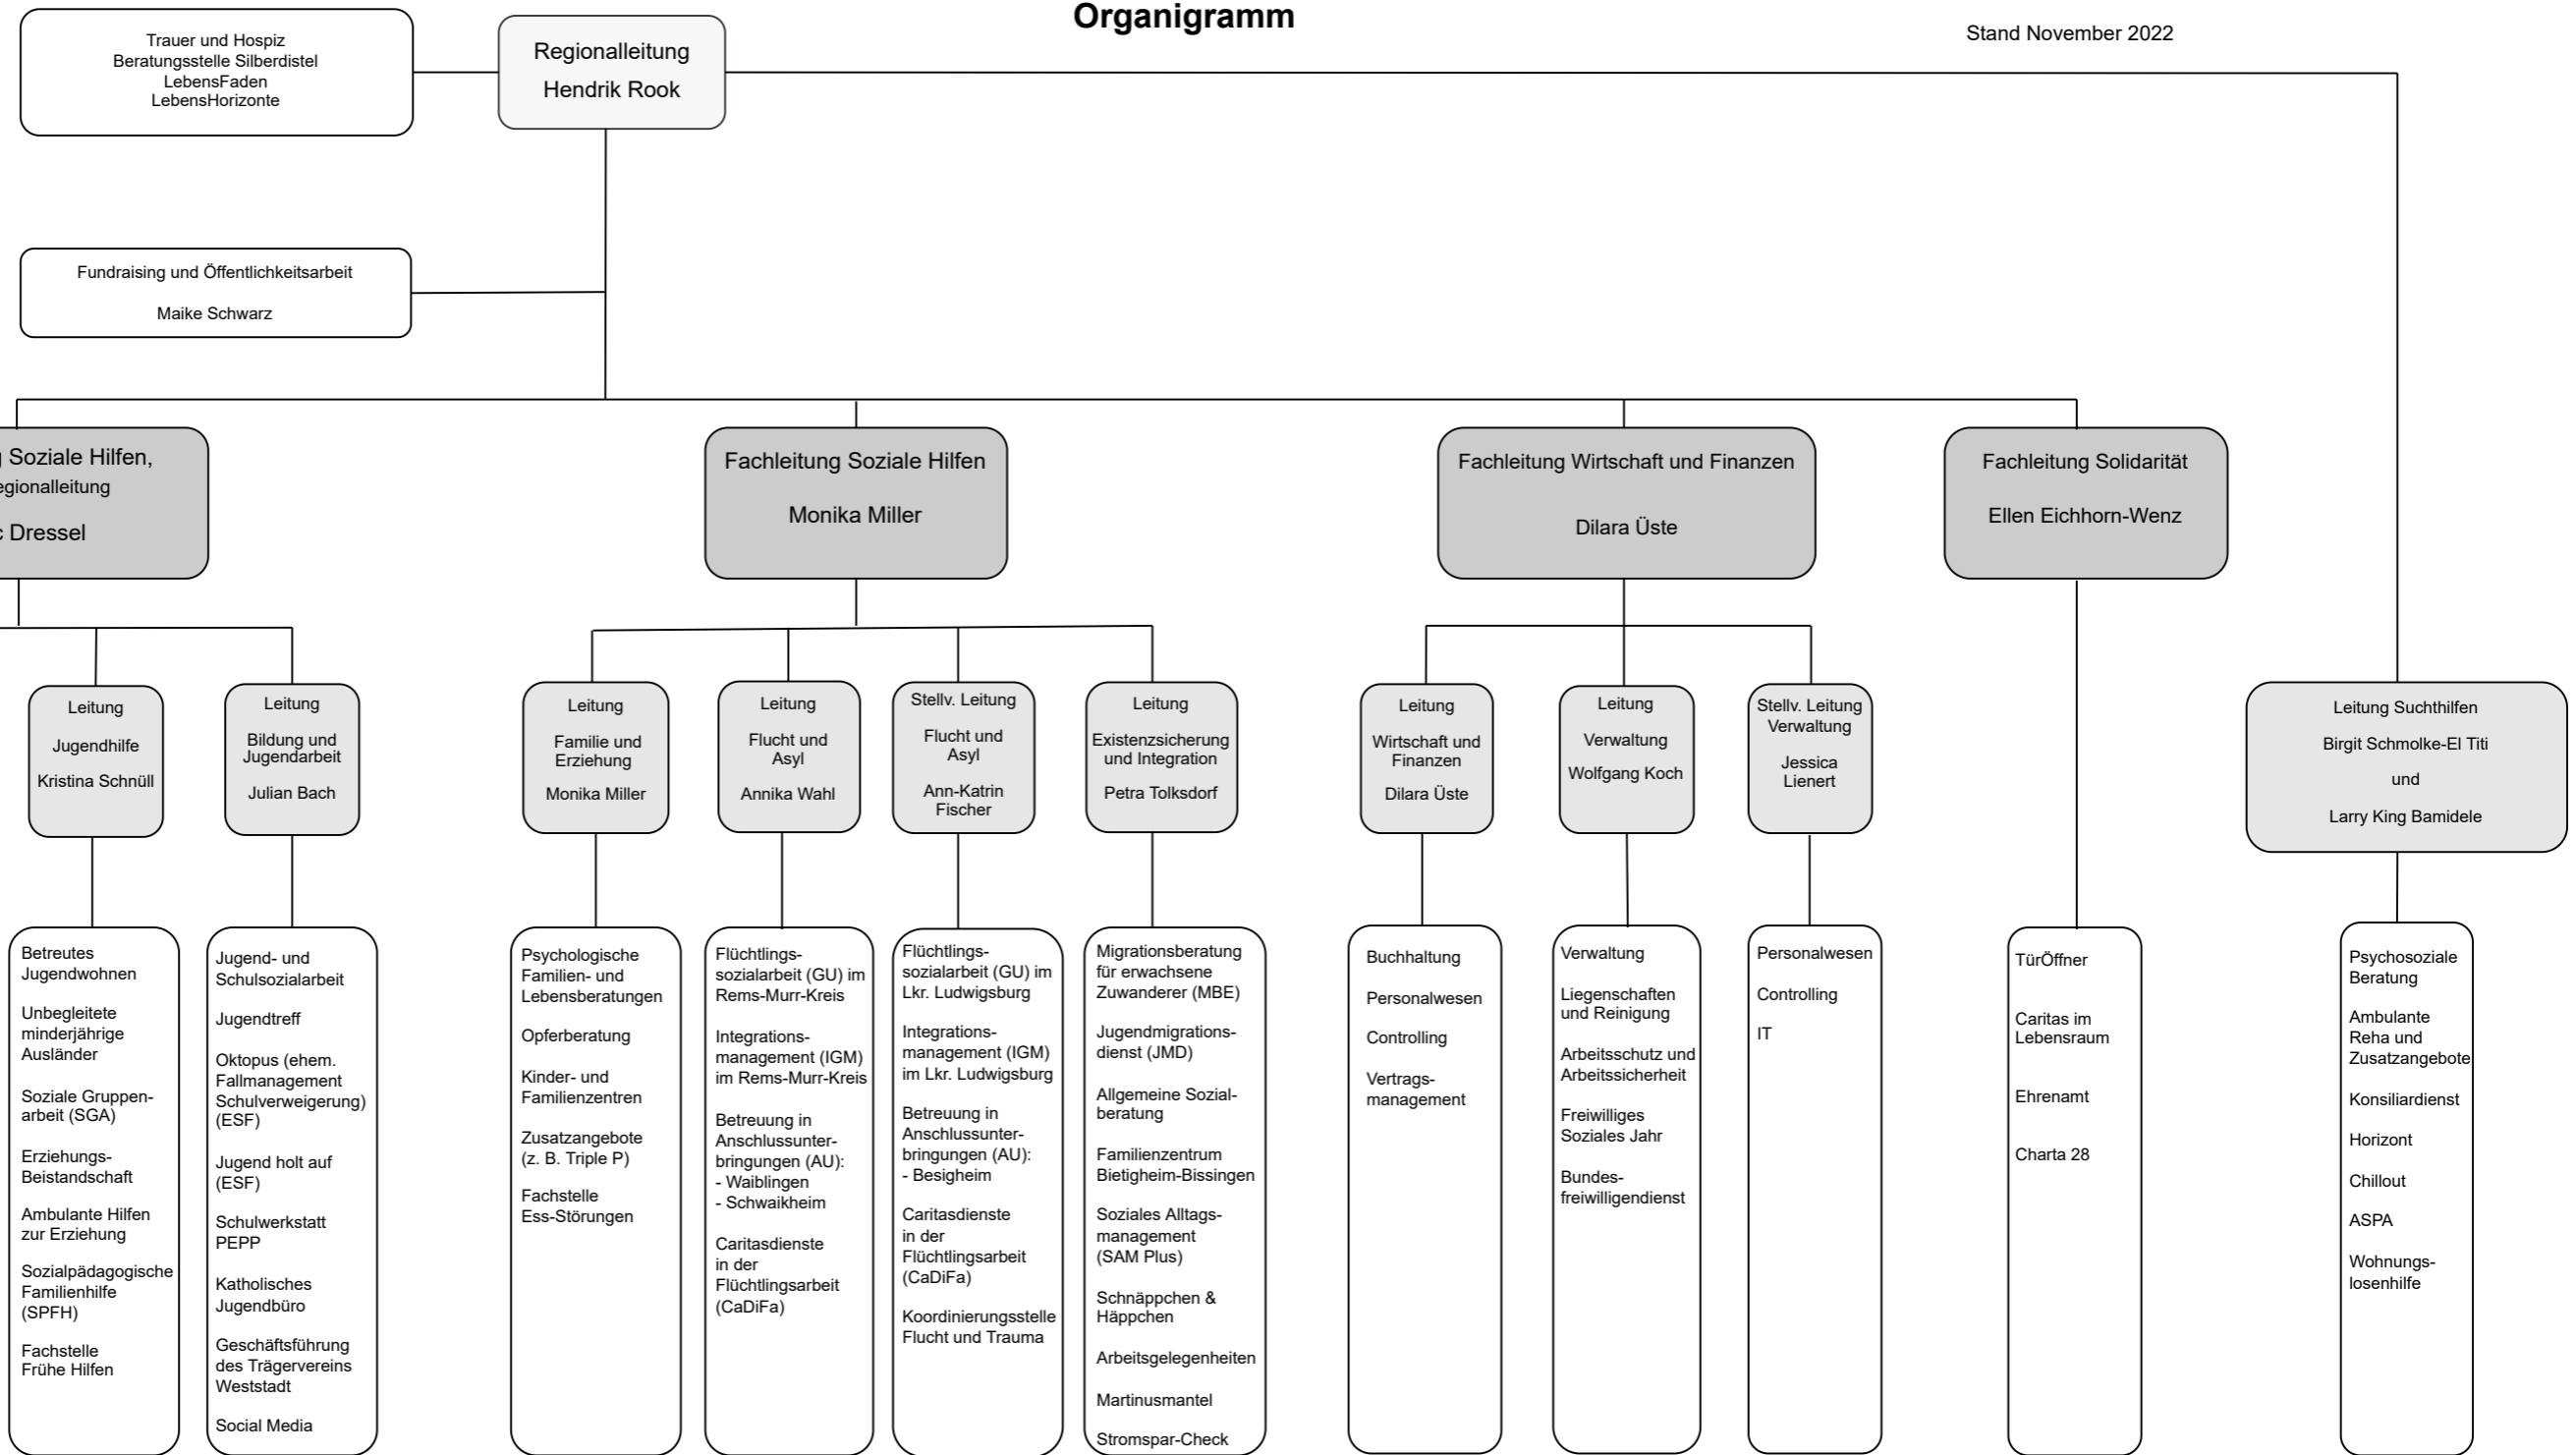 Organigramm
Stand November 2022
Trauer und Hospiz
Beratungsstelle Silberdistel
LebensFaden
LebensHorizonte
Regionalleitung
Hendrik Rook
Fundraising und Öffentlichkeitsarbeit
Maike Schwarz
Soziale Hilfen,
egionalleitung
c Dressel
Fachleitung Soziale Hilfen
Monika Miller
Fachleitung Wirtschaft und Finanzen
Dilara Üste
Fachleitung Solidarität
Ellen Eichhorn-Wenz
Leitung
Jugendhilfe
Kristina Schnüll
Leitung
Bildung und
Jugendarbeit
Julian Bach
Leitung
Familie und
Erziehung
Monika Miller
Leitung
Flucht und
Asyl
Annika Wahl
Stellv. Leitung
Flucht und
Asyl
Ann-Katrin
Fischer
Leitung
Existenzsicherung
und Integration
Petra Tolksdorf
Leitung
Wirtschaft und
Finanzen
Dilara Üste
Leitung
Verwaltung
Wolfgang Koch
Stellv. Leitung
Verwaltung
Jessica
Lienert
Leitung Suchthilfen
Birgit Schmolke-El Titi
und
Larry King Bamidele
Betreutes
Jugendwohnen
Unbegleitete
minderjährige
Ausländer
Soziale Gruppen-
arbeit (SGA)
Erziehungs-
Beistandschaft
Ambulante Hilfen
zur Erziehung
Sozialpädagogische
Familienhilfe
(SPFH)
Fachstelle
Frühe Hilfen
Jugend- und
Schulsozialarbeit
Jugendtreff
Oktopus (ehem.
Fallmanagement
Schulverweigerung)
(ESF)
Jugend holt auf
(ESF)
Schulwerkstatt
PEPP
Katholisches
Jugendbüro
Geschäftsführung
des Trägervereins
Weststadt
Social Media
Psychologische
Familien- und
Lebensberatungen
Opferberatung
Kinder- und
Familienzentren
Zusatzangebote
(z. B. Triple P)
Fachstelle
Ess-Störungen
Flüchtlings-
sozialarbeit (GU) im
Rems-Murr-Kreis
Integrations-
management (IGM)
im Rems-Murr-Kreis
Betreuung in
Anschlussunter-
bringungen (AU):
- Waiblingen
- Schwaikheim
Caritasdienste
in der
Flüchtlingsarbeit
(CaDiFa)
Flüchtlings-
sozialarbeit (GU) im
Lkr. Ludwigsburg
Integrations-
management (IGM)
im Lkr. Ludwigsburg
Betreuung in
Anschlussunter-
bringungen (AU):
- Besigheim
Caritasdienste
in der
Flüchtlingsarbeit
(CaDiFa)
Koordinierungsstelle
Flucht und Trauma
Migrationsberatung
für erwachsene
Zuwanderer (MBE)
Jugendmigrations-
dienst (JMD)
Allgemeine Sozial-
beratung
Familienzentrum
Bietigheim-Bissingen
Soziales Alltags-
management
(SAM Plus)
Schnäppchen &
Häppchen
Arbeitsgelegenheiten
Martinusmantel
Stromspar-Check
Buchhaltung
Personalwesen
Controlling
Vertrags-
management
Verwaltung
Liegenschaften
und Reinigung
Arbeitsschutz und
Arbeitssicherheit
Freiwilliges
Soziales Jahr
Bundes-
freiwilligendienst
Personalwesen
Controlling
IT
TürÖffner
Caritas im
Lebensraum
Ehrenamt
Charta 28
Psychosoziale
Beratung
Ambulante
Reha und
Zusatzangebote
Konsiliardienst
Horizont
Chillout
ASPA
Wohnungs-
losenhilfe